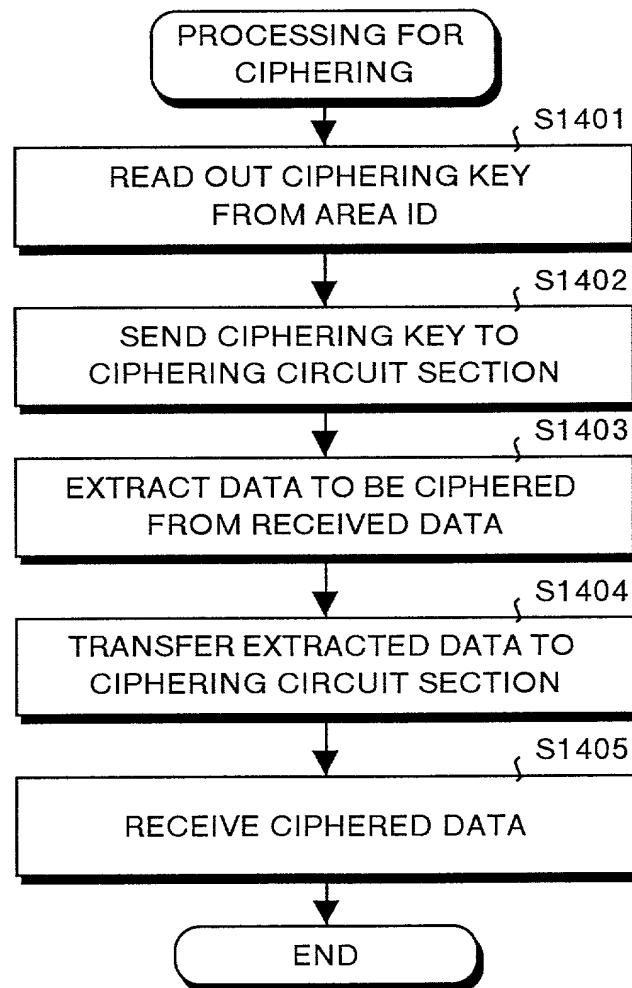 PROCESSING FOR
CIPHERING
S1401
READ OUT CIPHERING KEY
FROM AREA ID
S1402
SEND CIPHERING KEY TO
CIPHERING CIRCUIT SECTION
S1403
EXTRACT DATA TO BE CIPHERED
FROM RECEIVED DATA
S1404
TRANSFER EXTRACTED DATA TO
CIPHERING CIRCUIT SECTION
S1405
RECEIVE CIPHERED DATA
END